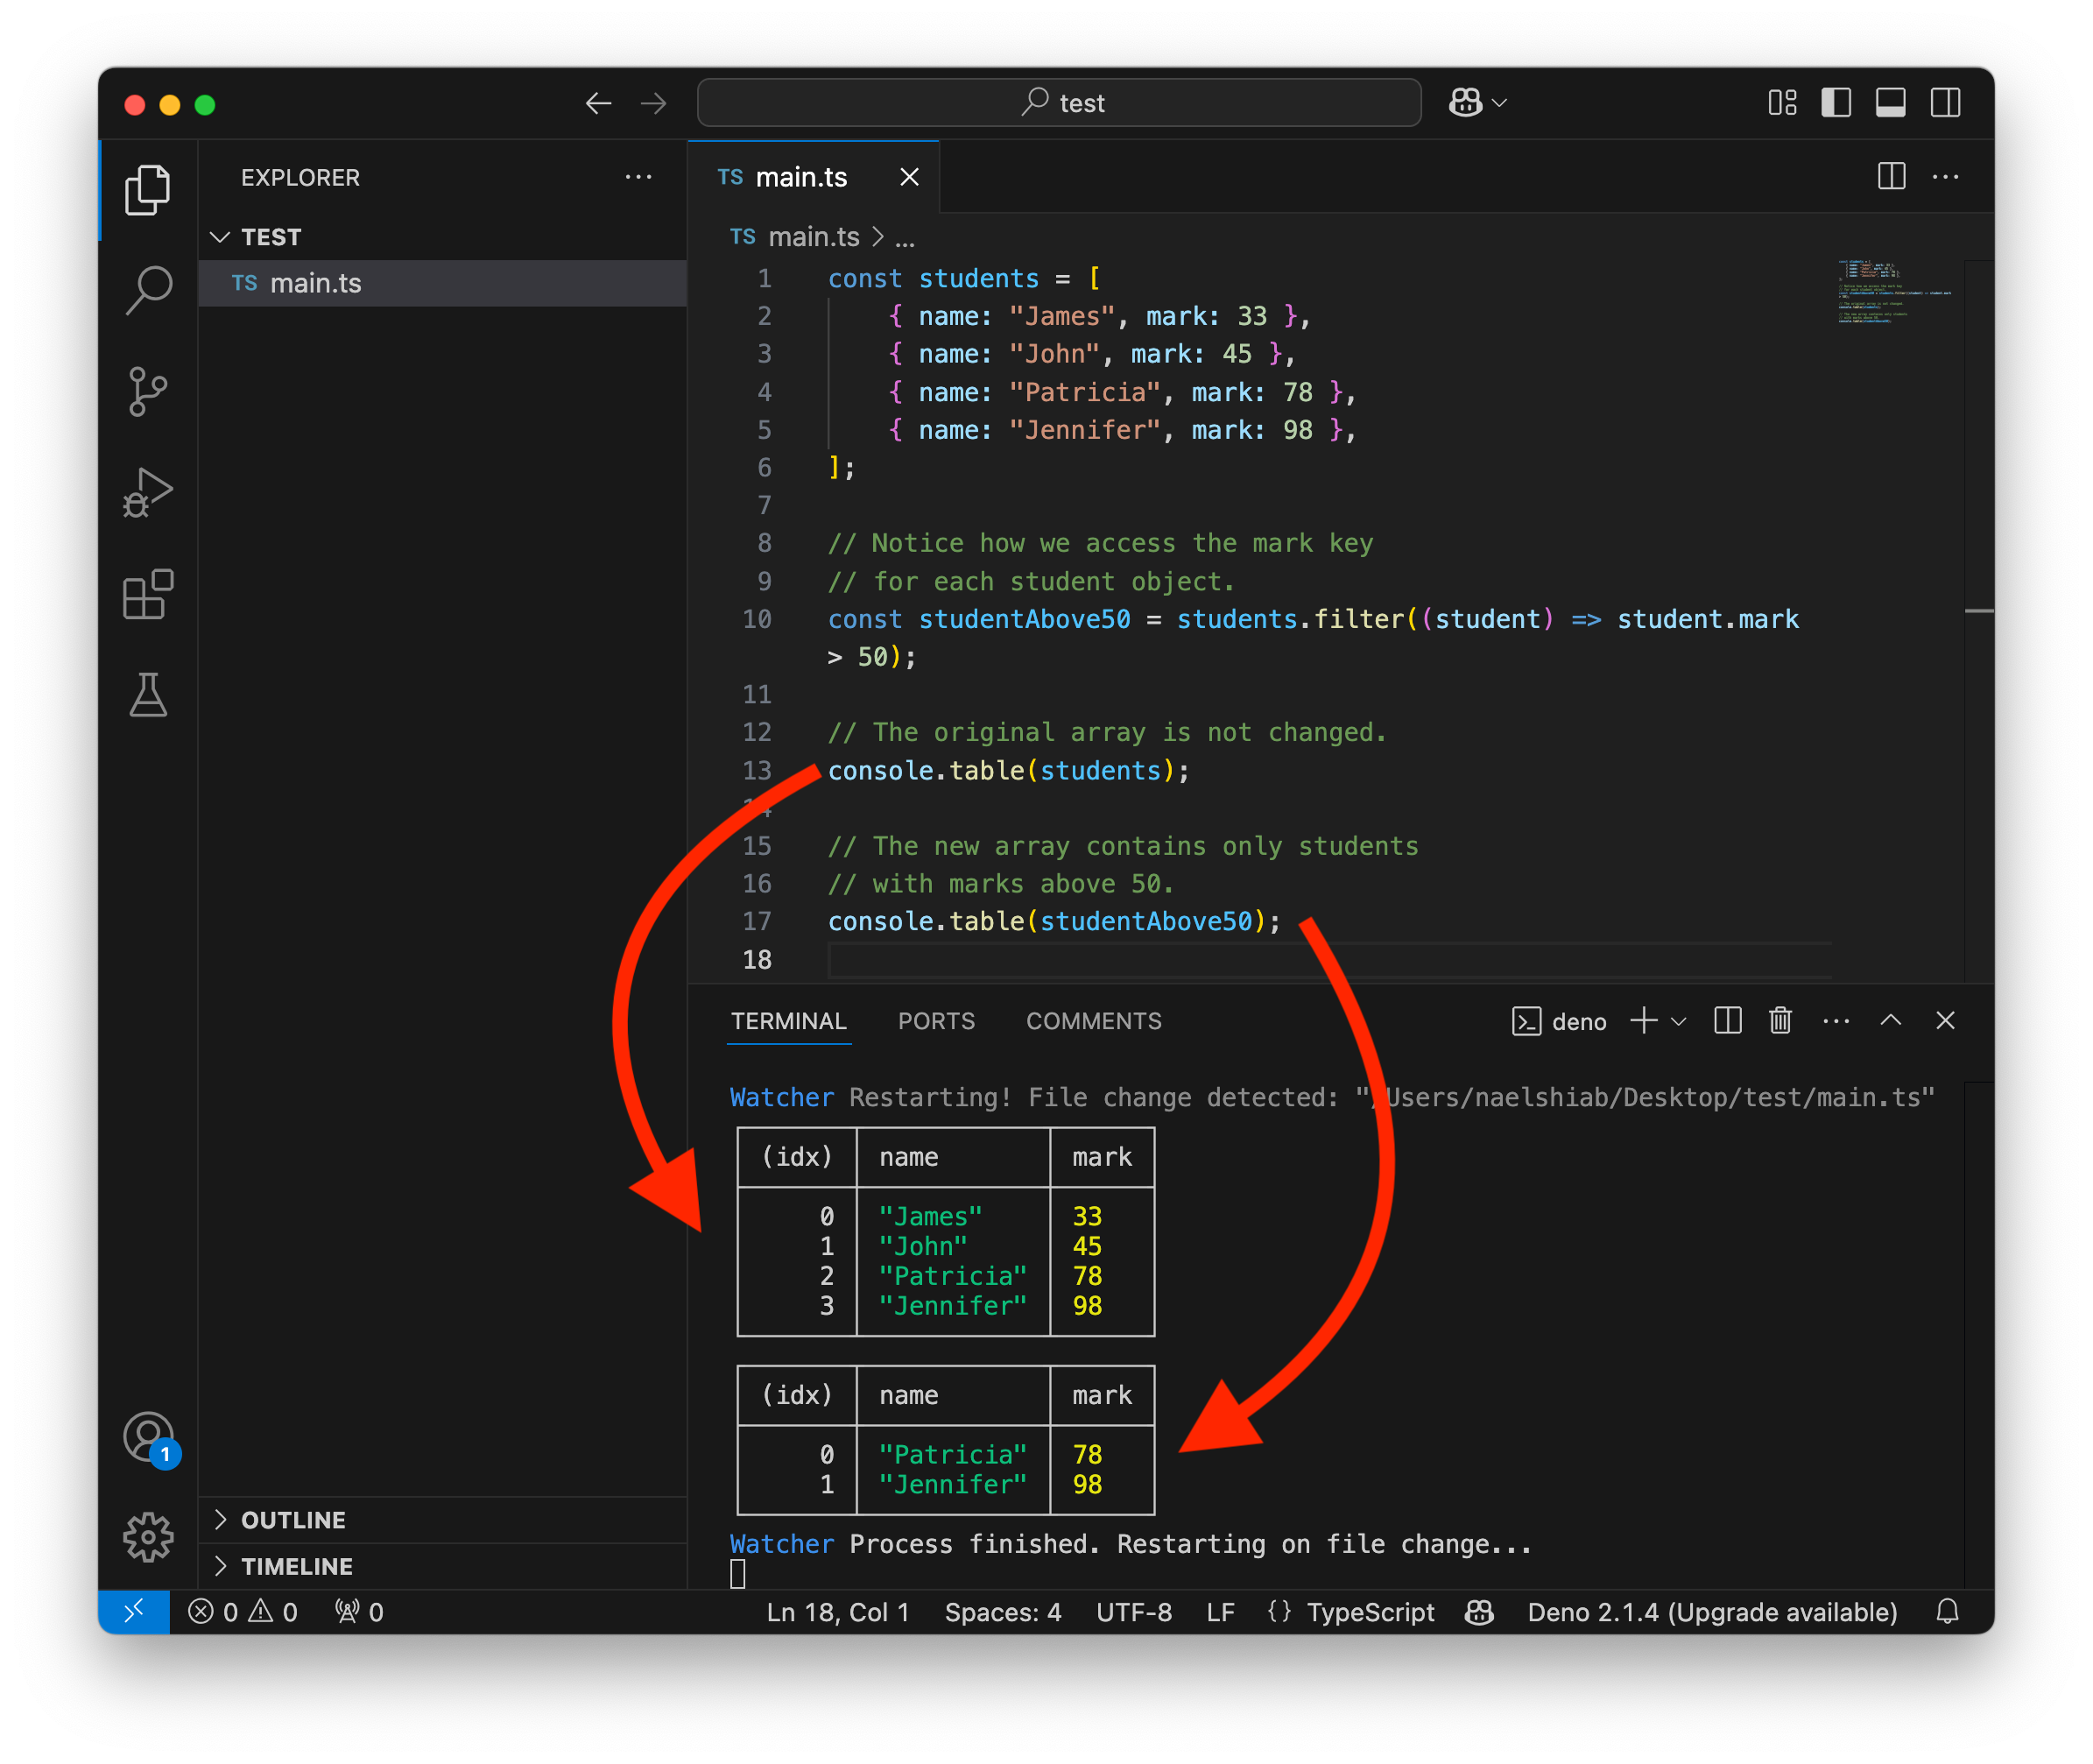 test
EXPLORER
TEST
TS main.ts
OUTLINE
TIMELINE
TS main.ts
TS main.ts > ...
1 const students = [
2 { name: "James", mark: 33 },
3 { name: "John", mark: 45 },
4 { name: "Patricia", mark: 78 },
5 { name: "Jennifer", mark: 98 },
6 ];
7
8 // Notice how we access the mark key
9 // for each student object.
10 const studentAbove50 = students.filter((student) => student.mark
> 50);
11
12 // The original array is not changed.
13 console.table(students);
14
15 // The new array contains only students
16 // with marks above 50.
17 console.table(studentAbove50);
18
TERMINAL PORTS COMMENTS deno
Watcher Restarting! File change detected: "/Users/naelshiab/Desktop/test/main.ts"
(idx) name mark
0 "James" 33
1 "John" 45
2 "Patricia" 78
3 "Jennifer" 98
(idx) name mark
0 "Patricia" 78
1 "Jennifer" 98
Watcher Process finished. Restarting on file change...
1
0 0 0 Ln 18, Col 1 Spaces: 4 UTF-8 LF {} TypeScript Deno 2.1.4 (Upgrade available)